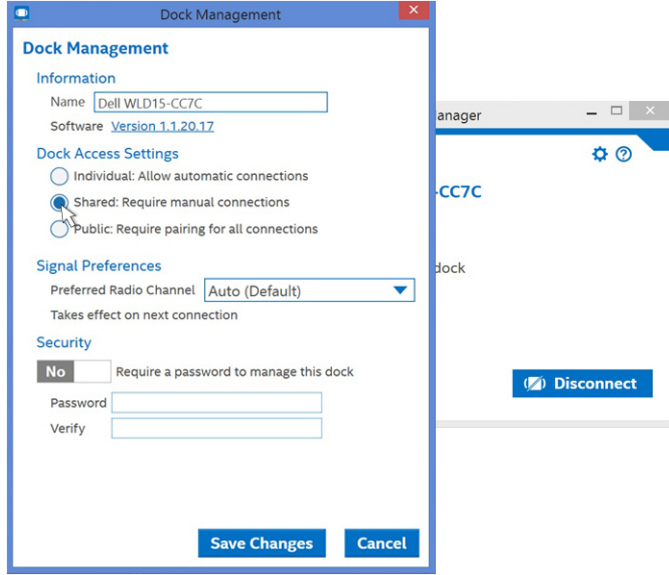 Dock Management
Dock Management
Information
Name Dell WLD15-CC7C
Software Version 1.1.20.17
Dock Access Settings
Individual: Allow automatic connections
Shared: Require manual connections
Public: Require pairing for all connections
Signal Preferences
Preferred Radio Channel Auto (Default)
Takes effect on next connection
Security
No Require a password to manage this dock
Password
Verify
Save Changes Cancel
anager
-CC7C
dock
Disconnect